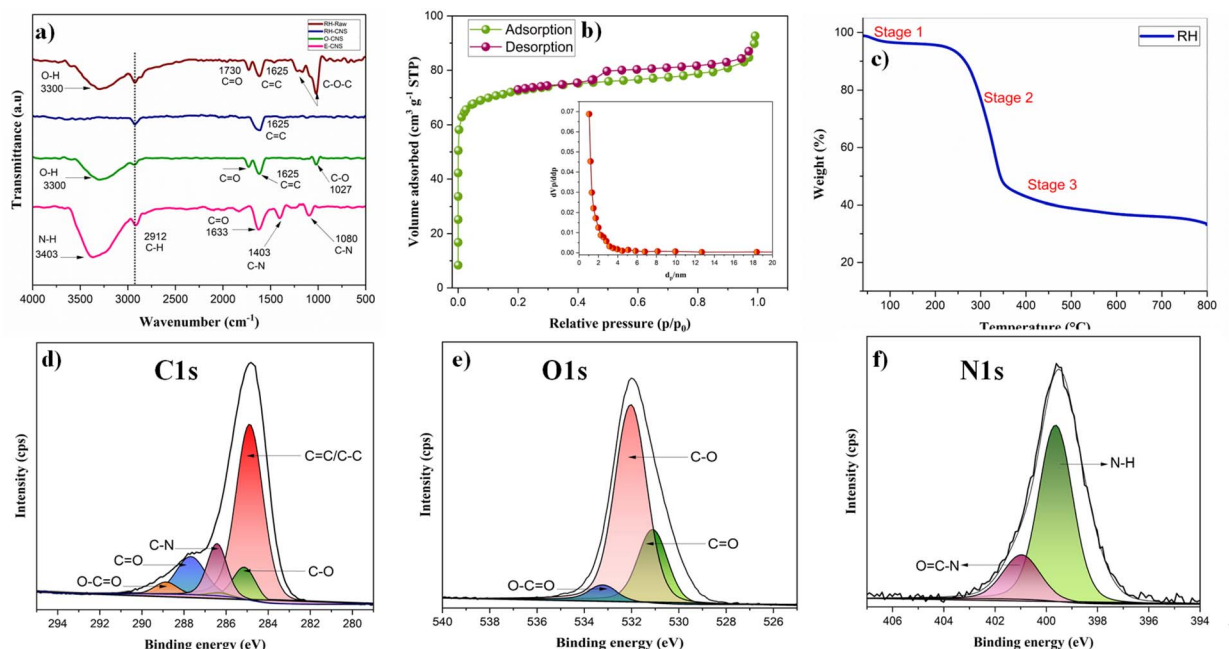 a)
RH-Raw
RH-CNS
O-CNS
E-CNS
O-H
3300
1730
C=O
1625
C=C
C-O-C
1625
C=C
O-H
3300
C=O
1625
C=C
C-O
1027
N-H
3403
2912
C-H
C=O
1633
1403
C-N
1080
C-N
Transmittance (a.u)
4000 3500 3000 2500 2000 1500 1000 500
Wavenumber (cm-1)
b)
Adsorption
Desorption
Volume adsorbed (cm3 g-1 STP)
100
80
60
40
20
0
0.0 0.2 0.4 0.6 0.8 1.0
Relative pressure (p/p0)
dVp/ddp
0.07
0.06
0.05
0.04
0.03
0.02
0.01
0
0 2 4 6 8 10 12 14 16 18 20
dp/nm
c)
RH
Stage 1
Stage 2
Stage 3
Weight (%)
100
80
60
40
20
100 200 300 400 500 600 700 800
Temperature (°C)
d)
C1s
C=C/C-C
C-N
C=O
O-C=O
C-O
Intensity (cps)
294 292 290 288 286 284 282 280
Binding energy (eV)
e)
O1s
C-O
C=O
O-C=O
Intensity (cps)
540 538 536 534 532 530 528 526
Binding energy (eV)
f)
N1s
N-H
O=C-N
Intensity (cps)
406 404 402 400 398 396 394
Binding energy (eV)